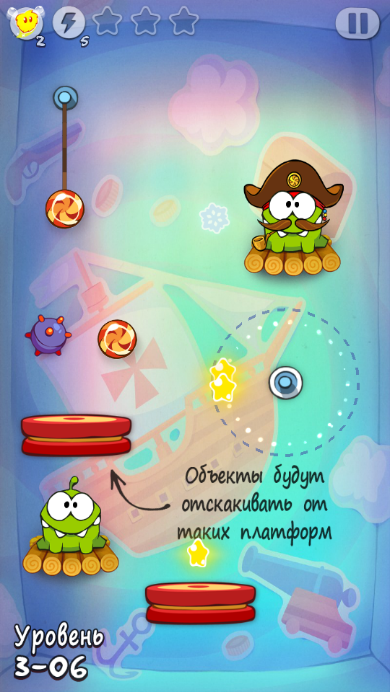 2
5
Объекты будут
отскакивать от
таких платформ
Уровень
3-06